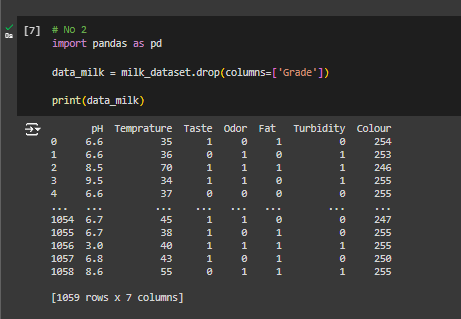 [7] # No 2
import pandas as pd
data_milk = milk_dataset.drop(columns=['Grade'])
print(data_milk)
0s
pH Temprature Taste Odor Fat Turbidity Colour
0 6.6 35 1 0 1 0 254
1 6.6 36 0 1 0 1 253
2 8.5 70 1 1 1 1 246
3 9.5 34 1 1 0 1 255
4 6.6 37 0 0 0 0 255
... ... ... ... ... ... ... ...
1054 6.7 45 1 1 0 0 247
1055 6.7 38 1 0 1 0 255
1056 3.0 40 1 1 1 1 255
1057 6.8 43 1 0 1 0 250
1058 8.6 55 0 1 1 1 255
[1059 rows x 7 columns]